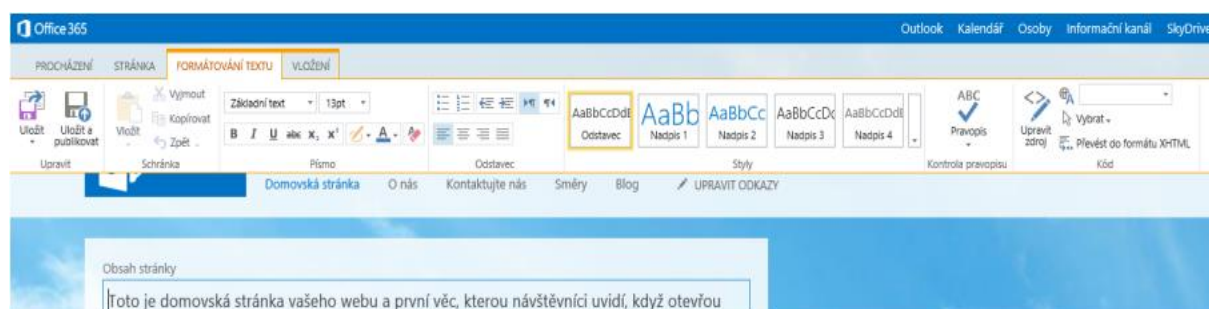 Office 365
Outlook Kalendář Osoby Informační kanál SkyDrive
PROCHÁZENÍ STRÁNKA FORMÁTOVÁNÍ TEXTU VLOŽENÍ
Uložit
Uložit a publikovat
Upravit
Vložit
Vyjmout
Kopírovat
Zpět
Schránka
Základní text 13pt
B I U abc x₂ x² A
Písmo
Odstavec
AaBbCcDdE AaBb AaBbCc AaBbCcDc AaBbCcDdE
Odstavec Nadpis 1 Nadpis 2 Nadpis 3 Nadpis 4
Styly
ABC
Pravopis
Kontrola pravopisu
Upravit zdroj
Vybrat
Převést do formátu XHTML
Kód
Domovská stránka O nás Kontaktujte nás Směry Blog UPRAVIT ODKAZY
Obsah stránky
Toto je domovská stránka vašeho webu a první věc, kterou návštěvníci uvidí, když otevřou